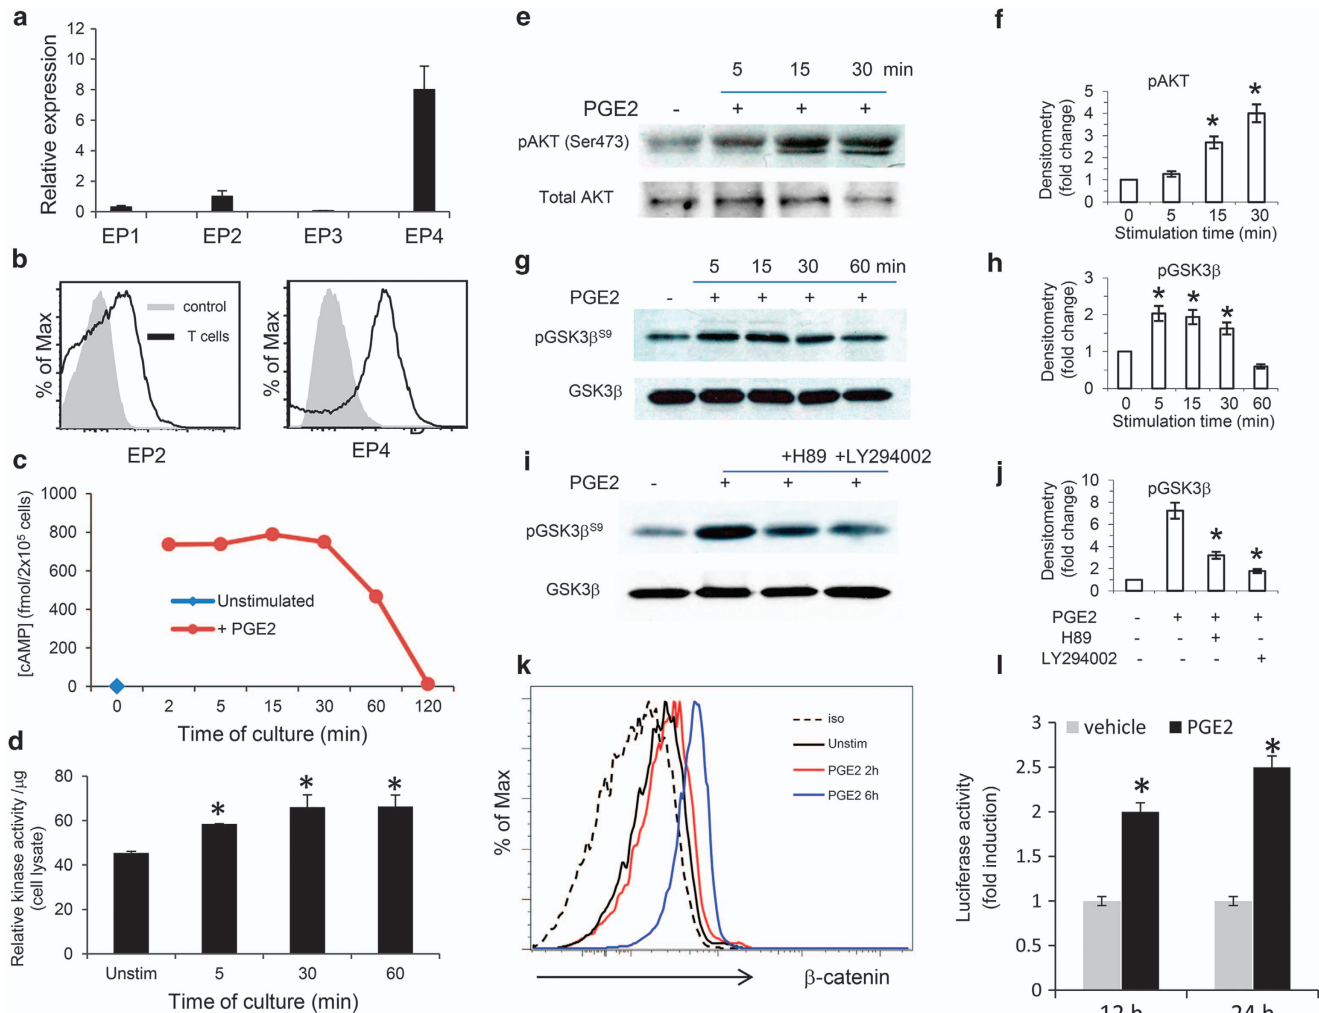 a
Relative expression
12
10
8
6
4
2
0
EP1 EP2 EP3 EP4
b
% of Max
control
T cells
EP2
% of Max
EP4
c
[cAMP] (fmol/2x10⁵ cells)
1000
800
600
400
200
0
Unstimulated
+ PGE2
0 2 5 15 30 60 120
Time of culture (min)
d
Relative kinase activity /µg
(cell lysate)
80
60
40
20
0
* * *
Unstim 5 30 60
Time of culture (min)
e
5 15 30 min
PGE2 - + + +
pAKT (Ser473)
Total AKT
f
pAKT
Densitometry
(fold change)
5
4
3
2
1
0
* *
0 5 15 30
Stimulation time (min)
g
5 15 30 60 min
PGE2 - + + + +
pGSK3β^S9
GSK3β
h
pGSK3β
Densitometry
(fold change)
3
2
1
0
* * *
0 5 15 30 60
Stimulation time (min)
i
+H89 +LY294002
PGE2 - + + +
pGSK3β^S9
GSK3β
j
pGSK3β
Densitometry
(fold change)
10
8
6
4
2
0
* *
PGE2 - + + +
H89 - - + -
LY294002 - - - +
k
% of Max
iso
Unstim
PGE2 2h
PGE2 6h
β-catenin
l
vehicle PGE2
Luciferase activity
(fold induction)
3
2.5
2
1.5
1
0.5
0
* *
12 h 24 h